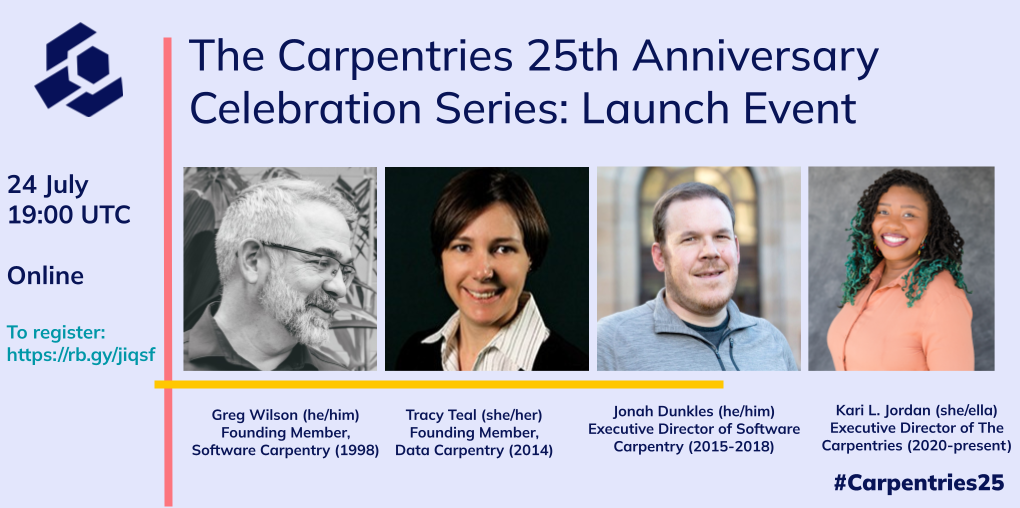 The Carpentries 25th Anniversary
Celebration Series: Launch Event
24 July
19:00 UTC
Online
To register:
https://rb.gy/jiqsf
Greg Wilson (he/him)
Founding Member,
Software Carpentry (1998)
Tracy Teal (she/her)
Founding Member,
Data Carpentry (2014)
Jonah Dunkles (he/him)
Executive Director of Software
Carpentry (2015-2018)
Kari L. Jordan (she/ella)
Executive Director of The
Carpentries (2020-present)
#Carpentries25